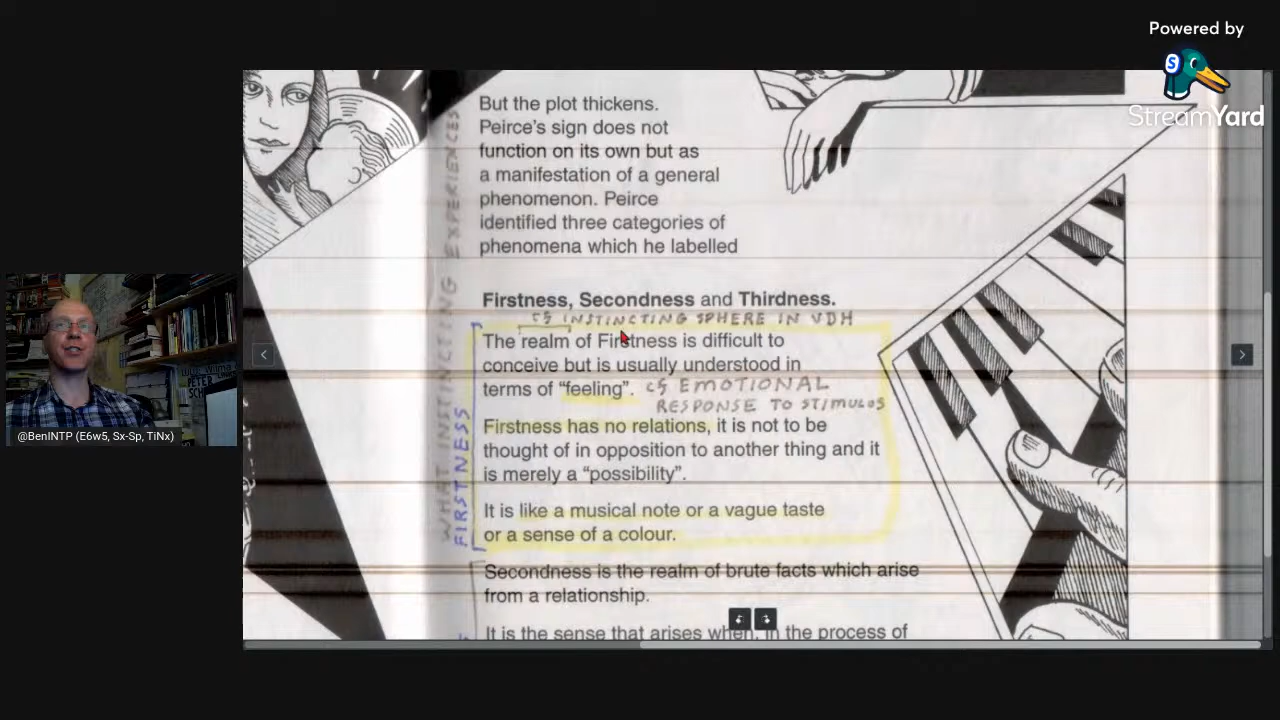 Powered by
StreamYard
But the plot thickens.
Peirce's sign does not
function on its own but as
a manifestation of a general
phenomenon. Peirce
identified three categories of
phenomena which he labelled
Firstness, Secondness and Thirdness.
cf INSTINCTING SPHERE IN VDH
The realm of Firstness is difficult to
conceive but is usually understood in
terms of “feeling”. cf EMOTIONAL
RESPONSE TO STIMULUS
Firstness has no relations, it is not to be
thought of in opposition to another thing and it
is merely a “possibility”.
It is like a musical note or a vague taste
or a sense of a colour.
Secondness is the realm of brute facts which arise
from a relationship.
It is the sense that arises when, in the process of
WHAT INSTINCTING EXPERIENCES
FIRSTNESS
@BenINTP (E6w5, Sx-Sp, TiNx)